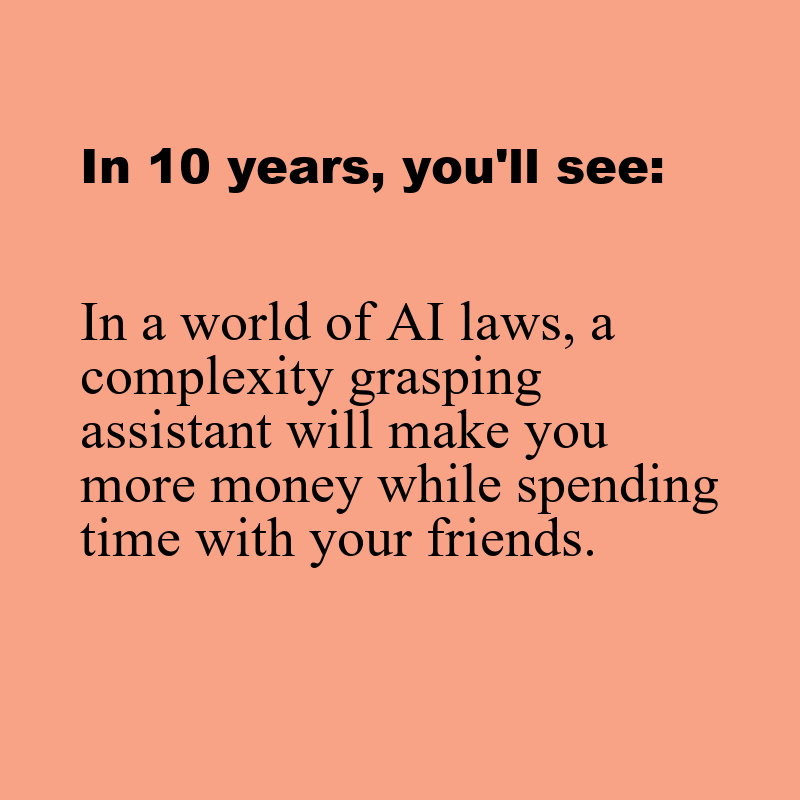 In 10 years, you'll see:
In a world of AI laws, a
complexity grasping
assistant will make you
more money while spending
time with your friends.